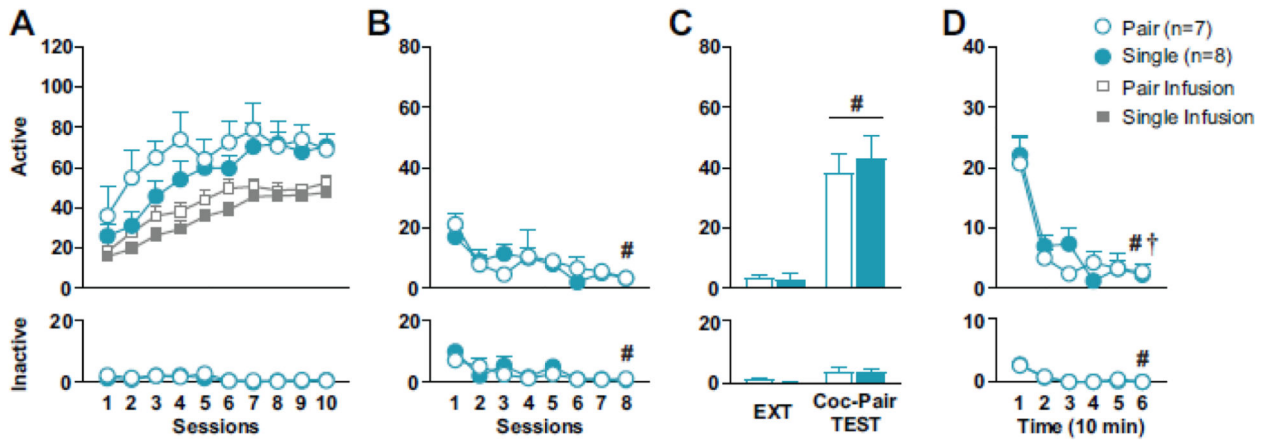 A
B
C
D
Pair (n=7)
Single (n=8)
Pair Infusion
Single Infusion
Active
120
100
80
60
40
20
0
80
60
40
20
0
#
80
60
40
20
0
#
40
30
20
10
0
# †
Inactive
20
0
1 2 3 4 5 6 7 8 9 10
Sessions
20
0
#
1 2 3 4 5 6 7 8
Sessions
20
0
EXT
Coc-Pair
TEST
10
0
#
1 2 3 4 5 6
Time (10 min)